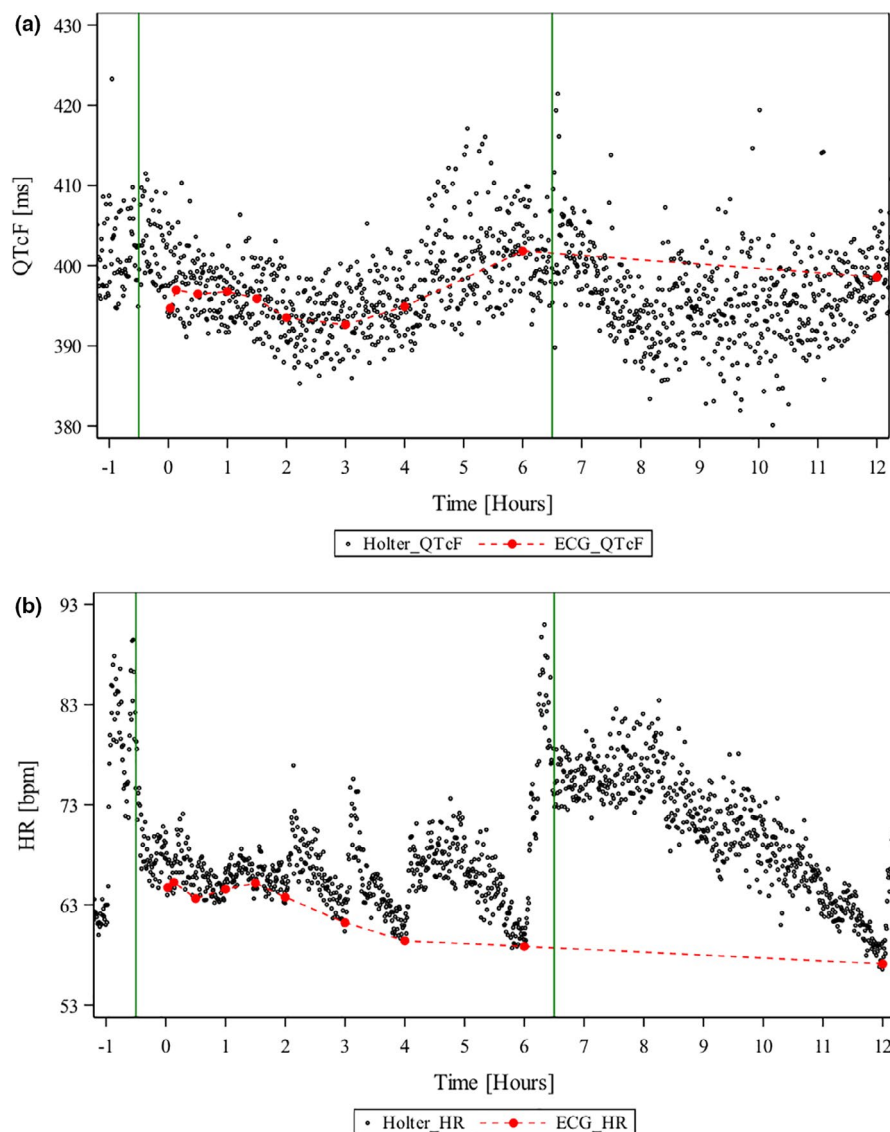 (a)
430
420
410
400
390
380
QTcF [ms]
-1 0 1 2 3 4 5 6 7 8 9 10 11 12
Time [Hours]
Holter_QTcF ECG_QTcF
(b)
93
83
73
63
53
HR [bpm]
-1 0 1 2 3 4 5 6 7 8 9 10 11 12
Time [Hours]
Holter_HR ECG_HR